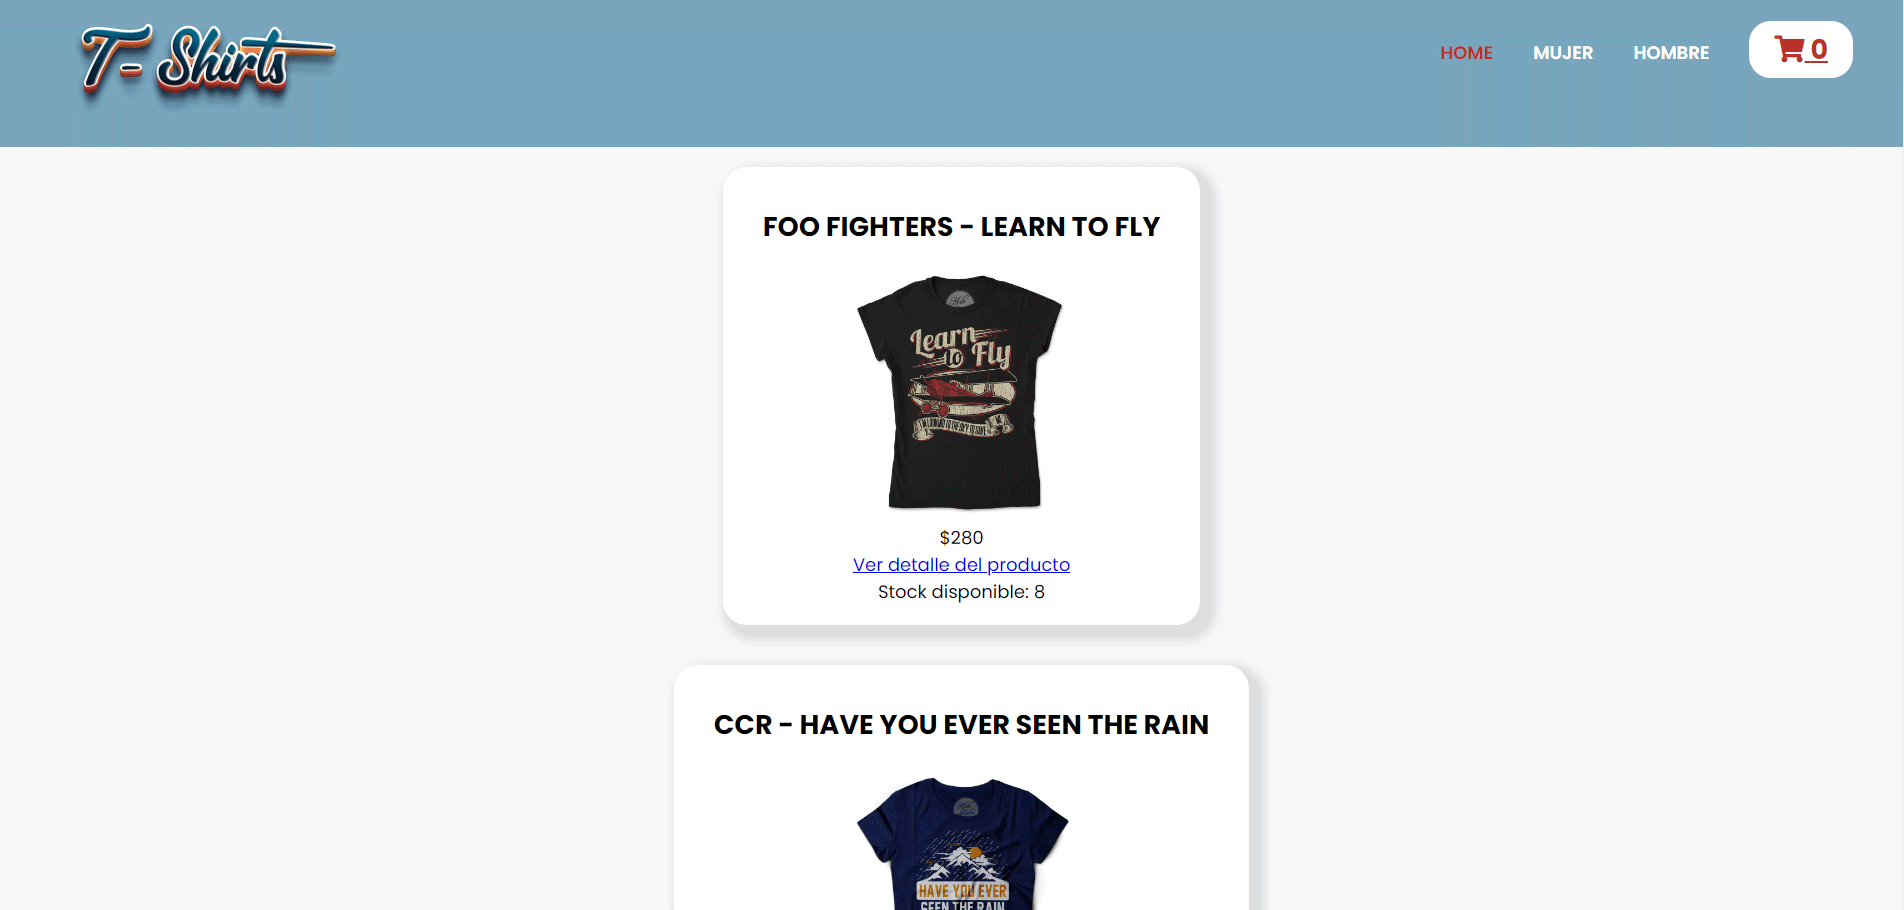 T-Shirts
HOME MUJER HOMBRE 0
FOO FIGHTERS - LEARN TO FLY
Learn
to Fly
$280
Ver detalle del producto
Stock disponible: 8
CCR - HAVE YOU EVER SEEN THE RAIN
HAVE YOU EVER
SEEN THE RAIN